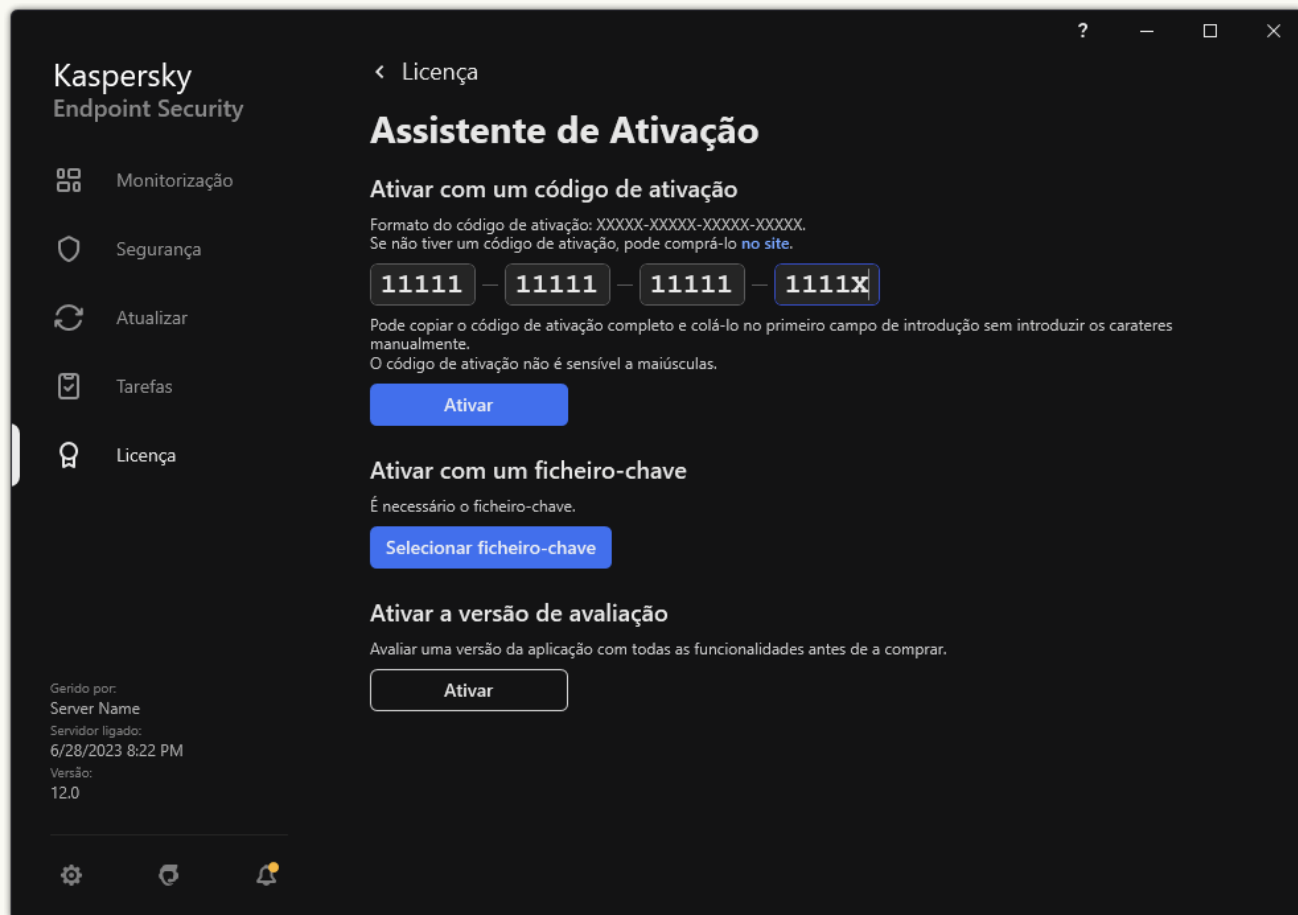 ?
Kaspersky
Endpoint Security
Monitorização
Segurança
Atualizar
Tarefas
Licença
Gerido por:
Server Name
Servidor ligado:
6/28/2023 8:22 PM
Versão:
12.0
Licença
Assistente de Ativação
Ativar com um código de ativação
Formato do código de ativação: XXXXX-XXXXX-XXXXX-XXXXX.
Se não tiver um código de ativação, pode comprá-lo no site.
11111 — 11111 — 11111 — 1111X
Pode copiar o código de ativação completo e colá-lo no primeiro campo de introdução sem introduzir os carateres
manualmente.
O código de ativação não é sensível a maiúsculas.
Ativar
Ativar com um ficheiro-chave
É necessário o ficheiro-chave.
Selecionar ficheiro-chave
Ativar a versão de avaliação
Avaliar uma versão da aplicação com todas as funcionalidades antes de a comprar.
Ativar